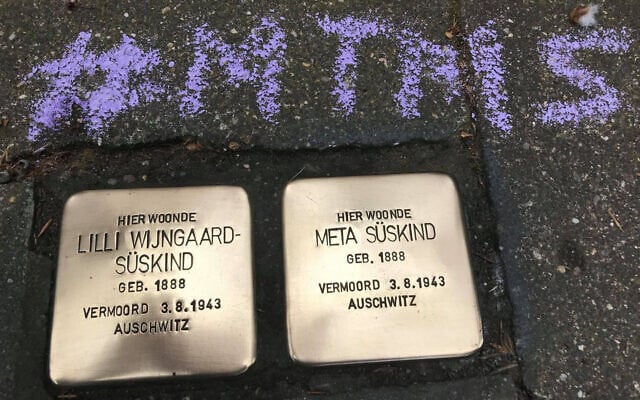 #MTAIS
HIER WOONDE
LILLI WIJNGAARD-
SÜSKIND
GEB. 1888
VERMOORD 3.8.1943
AUSCHWITZ
HIER WOONDE
META SÜSKIND
GEB. 1888
VERMOORD 3.8.1943
AUSCHWITZ